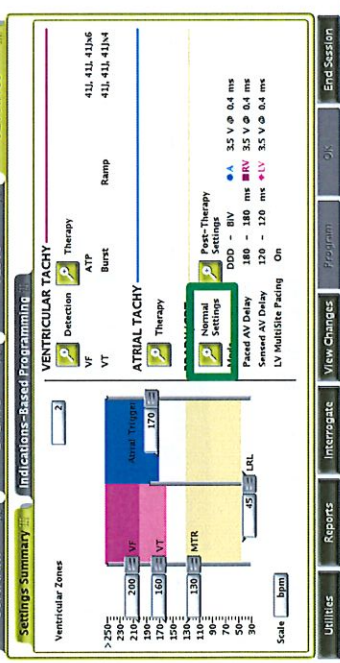 Settings Summary
Indications-Based Programming
Ventricular Zones
2
>250
230
210
190
170
150
130
110
90
70
50
30
200
VF
160
VT
130
MTR
Atrial Trigger
170
45
LRL
Scale
bpm
VENTRICULAR TACHY
Detection
Therapy
VF ATP 41J, 41J, 41Jx6
VT Burst Ramp 41J, 41J, 41Jx4
ATRIAL TACHY
Therapy
Normal Settings
Post-Therapy Settings
DDD - BiV A 3.5 V @ 0.4 ms
Paced AV Delay 180 - 180 ms RV 3.5 V @ 0.4 ms
Sensed AV Delay 120 - 120 ms LV 3.5 V @ 0.4 ms
LV MultiSite Pacing On
Utilities
Reports
Interrogate
View Changes
Program
OK
End Session